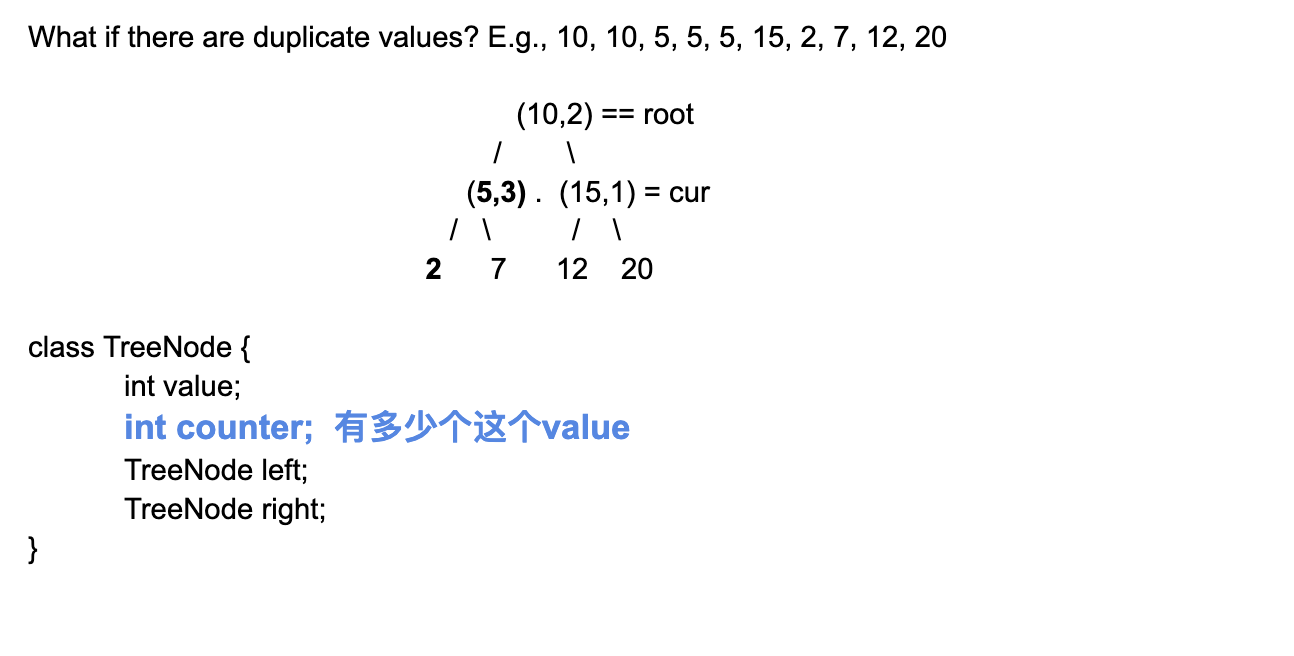 What if there are duplicate values? E.g., 10, 10, 5, 5, 5, 15, 2, 7, 12, 20
(10,2) == root
/ \
(5,3) . (15,1) = cur
/ \ / \
2 7 12 20
class TreeNode {
int value;
int counter; 有多少个这个value
TreeNode left;
TreeNode right;
}